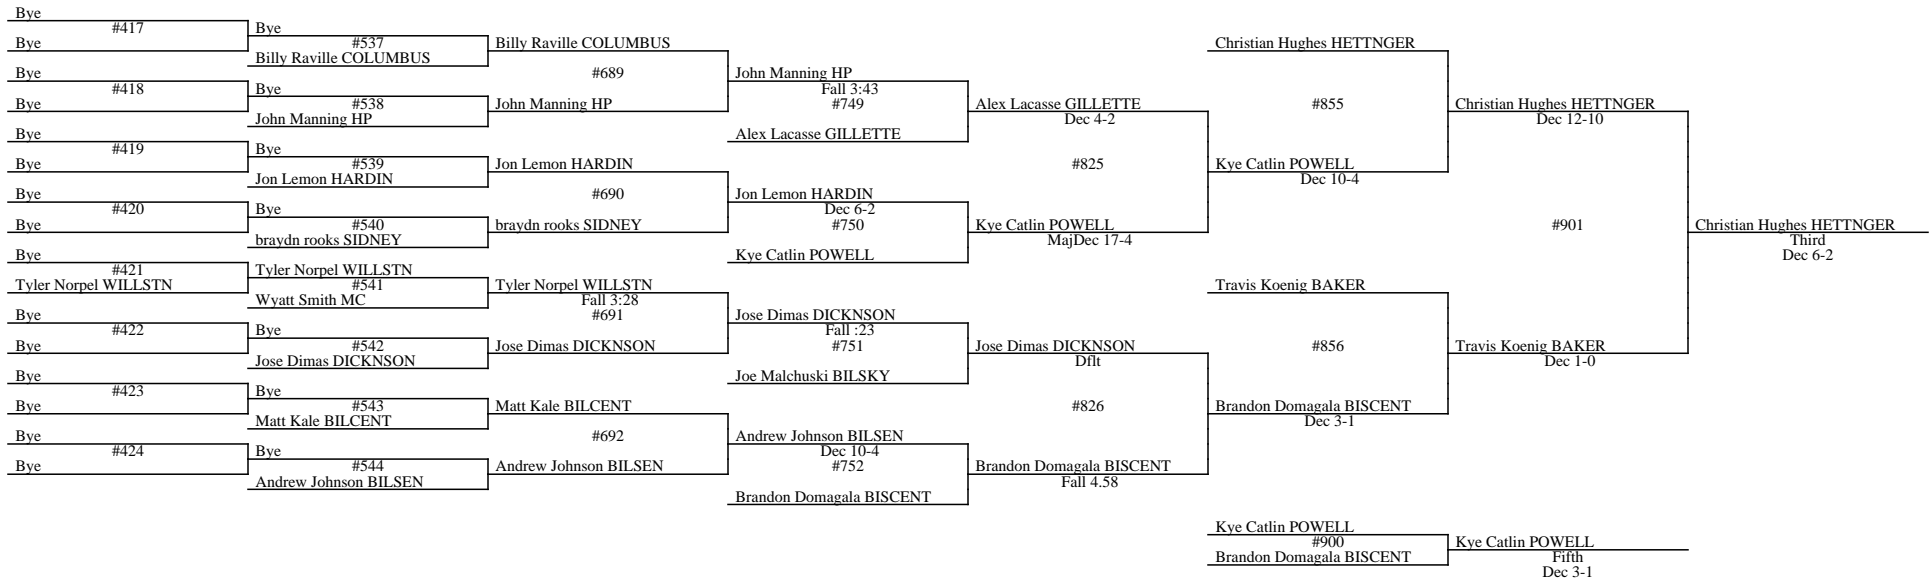 Bye
#417
Bye
Bye
#418
Bye
Bye
#419
Bye
Bye
#420
Bye
Bye
#421
Tyler Norpel WILLSTN
Bye
#422
Bye
Bye
#423
Bye
Bye
#424
Bye
Bye
#537
Billy Raville COLUMBUS
Bye
#538
John Manning HP
Bye
#539
Jon Lemon HARDIN
Bye
#540
braydn rooks SIDNEY
Tyler Norpel WILLSTN
#541
Wyatt Smith MC
Bye
#542
Jose Dimas DICKNSON
Bye
#543
Matt Kale BILCENT
Bye
#544
Andrew Johnson BILSEN
Billy Raville COLUMBUS
#689
John Manning HP
Jon Lemon HARDIN
#690
braydn rooks SIDNEY
Tyler Norpel WILLSTN
Fall 3:28
#691
Jose Dimas DICKNSON
Matt Kale BILCENT
#692
Andrew Johnson BILSEN
John Manning HP
Fall 3:43
#749
Alex Lacasse GILLETTE
Jon Lemon HARDIN
Dec 6-2
#750
Kye Catlin POWELL
Jose Dimas DICKNSON
Fall :23
#751
Joe Malchuski BILSKY
Andrew Johnson BILSEN
Dec 10-4
#752
Brandon Domagala BISCENT
Alex Lacasse GILLETTE
Dec 4-2
#825
Kye Catlin POWELL
MajDec 17-4
Jose Dimas DICKNSON
Dflt
#826
Brandon Domagala BISCENT
Fall 4.58
Christian Hughes HETTNGER
#855
Kye Catlin POWELL
Dec 10-4
Travis Koenig BAKER
#856
Brandon Domagala BISCENT
Dec 3-1
Christian Hughes HETTNGER
Dec 12-10
#901
Travis Koenig BAKER
Dec 1-0
Christian Hughes HETTNGER
Third
Dec 6-2
Kye Catlin POWELL
#900
Brandon Domagala BISCENT
Kye Catlin POWELL
Fifth
Dec 3-1